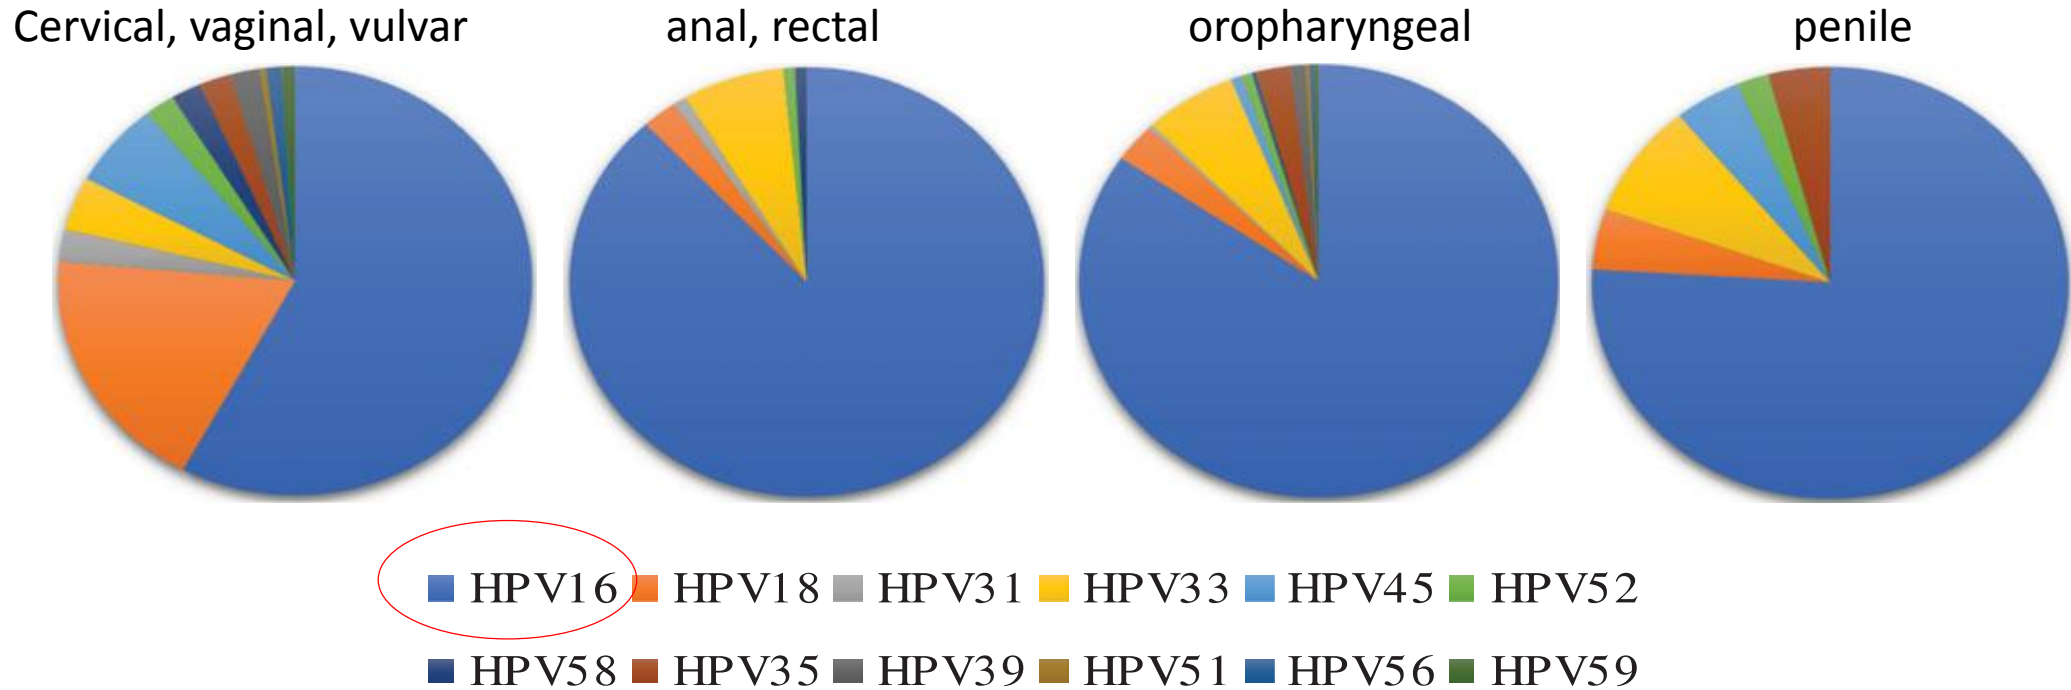 Cervical, vaginal, vulvar anal, rectal oropharyngeal penile
HPV16 HPV18 HPV31 HPV33 HPV45 HPV52
HPV58 HPV35 HPV39 HPV51 HPV56 HPV59